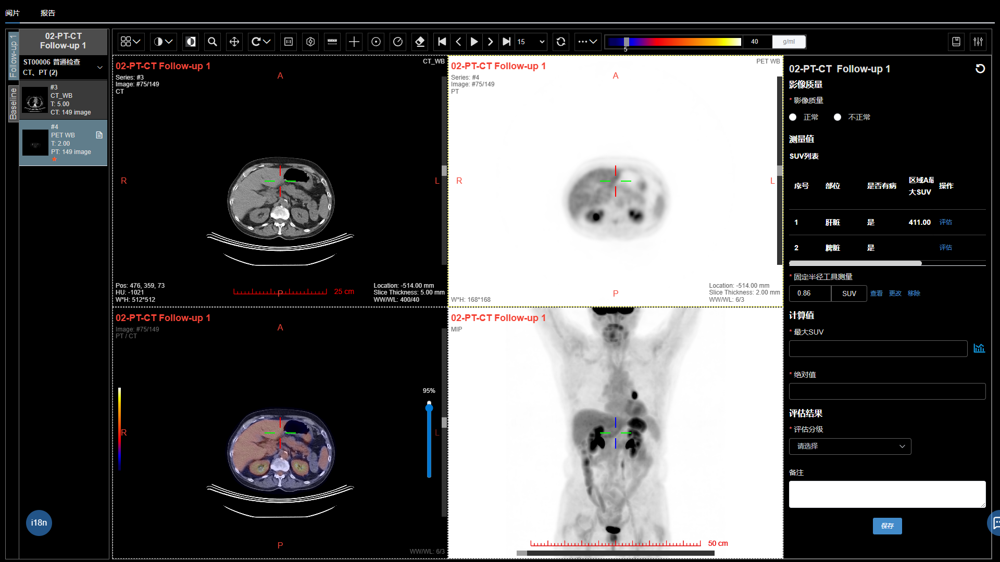 阅片
报告
Follow-up 1
Baseline
02-PT-CT
Follow-up 1
ST00006 普通检查
CT、PT (2)
#3
CT_WB
T: 5.00
CT: 149 image
#4
PET WB
T: 2.00
PT: 149 image
i18n
1:1
15
5
40
g/ml
02-PT-CT Follow-up 1
CT_WB
Series: #3
Image: #75/149
CT
A
R
L
P
Pos: 476, 359, 73
HU: -1021
W*H: 512*512
25 cm
Location: -514.00 mm
Slice Thickness: 5.00 mm
WW/WL: 400/40
02-PT-CT Follow-up 1
PET WB
Series: #4
Image: #75/149
PT
A
R
L
P
W*H: 168*168
Location: -514.00 mm
Slice Thickness: 2.00 mm
WW/WL: 6/3
02-PT-CT Follow-up 1
Image: #75/149
PT / CT
A
95%
R
L
P
WW/WL: 6/3
02-PT-CT Follow-up 1
MIP
50 cm
02-PT-CT Follow-up 1
影像质量
* 影像质量
正常
不正常
测量值
SUV列表
序号 部位 是否有病 区域A最大SUV 操作
1 肝脏 是 411.00 评估
2 脾脏 是 评估
* 固定半径工具测量
0.86 SUV 查看 更改 移除
计算值
* 最大SUV
* 绝对值
评估结果
* 评估分级
请选择
备注
保存